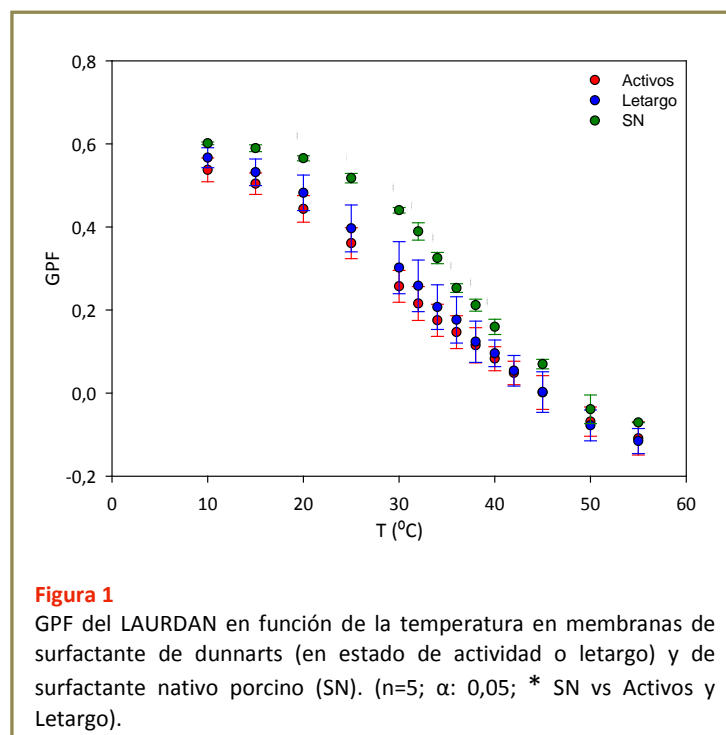 0,8
0,6
0,4
0,2
0,0
-0,2
GPF
Activos
Letargo
SN
0 10 20 30 40 50 60
T (⁰C)
Figura 1
GPF del LAURDAN en función de la temperatura en membranas de
surfactante de dunnarts (en estado de actividad o letargo) y de
surfactante nativo porcino (SN). (n=5; α: 0,05; * SN vs Activos y
Letargo).